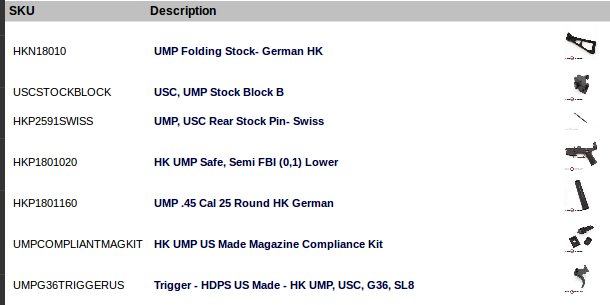 SKU Description
HKN18010 UMP Folding Stock- German HK
USCSTOCKBLOCK USC, UMP Stock Block B
HKP2591SWISS UMP, USC Rear Stock Pin- Swiss
HKP1801020 HK UMP Safe, Semi FBI (0,1) Lower
HKP1801160 UMP .45 Cal 25 Round HK German
UMPCOMPLIANTMAGKIT HK UMP US Made Magazine Compliance Kit
UMPG36TRIGGERUS Trigger - HDPS US Made - HK UMP, USC, G36, SL8